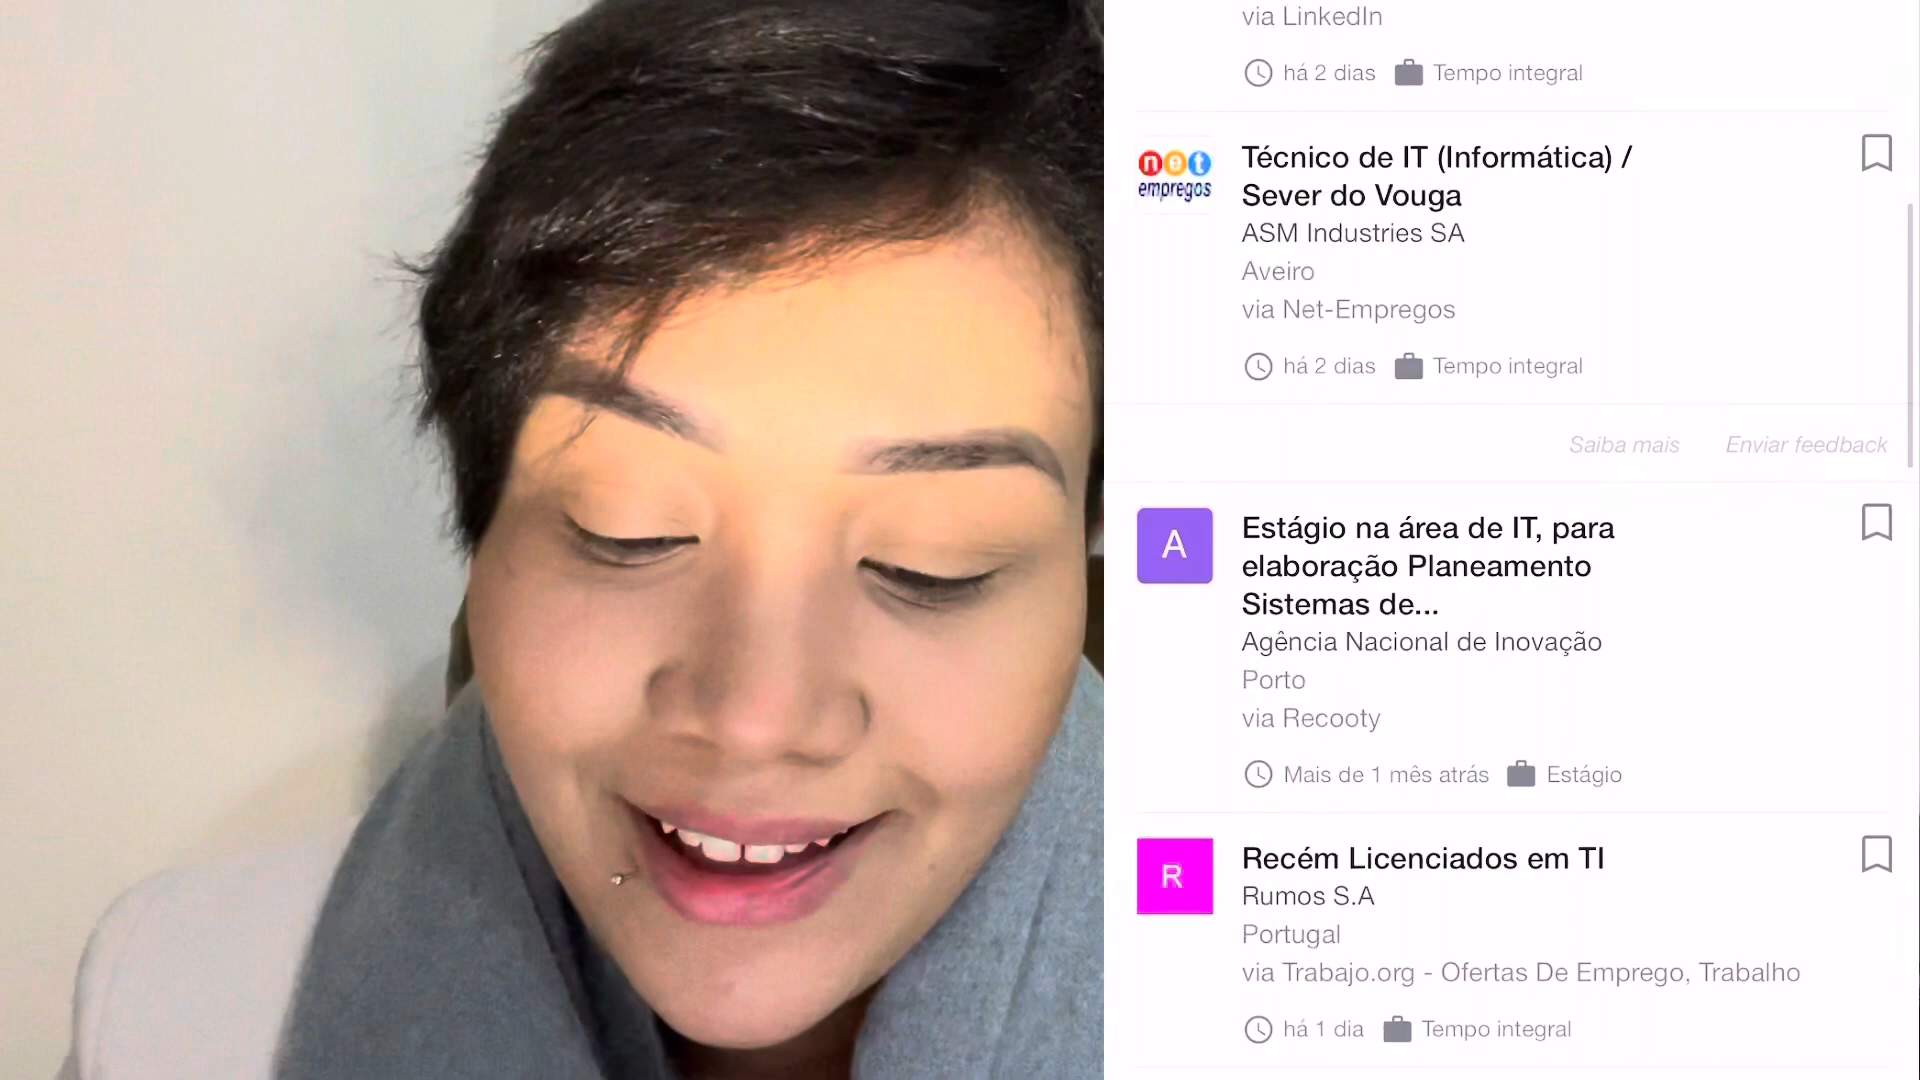 via LinkedIn
há 2 dias Tempo integral
net
empregos
Técnico de IT (Informática) /
Sever do Vouga
ASM Industries SA
Aveiro
via Net-Empregos
há 2 dias Tempo integral
Saiba mais Enviar feedback
A
Estágio na área de IT, para
elaboração Planeamento
Sistemas de...
Agência Nacional de Inovação
Porto
via Recooty
Mais de 1 mês atrás Estágio
R
Recém Licenciados em TI
Rumos S.A
Portugal
via Trabajo.org - Ofertas De Emprego, Trabalho
há 1 dia Tempo integral